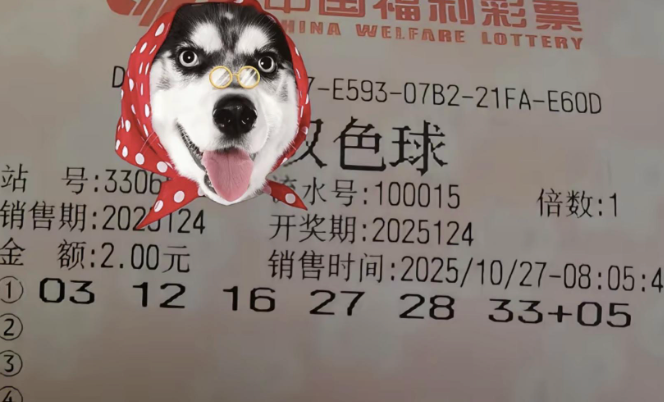 中国福利彩票
CHINA WELFARE LOTTERY
7-E593-07B2-21FA-E60D
双色球
站 号:3306 流水号:100015 倍数:1
销售期:2025124 开奖期:2025124
金 额:2.00元 销售时间:2025/10/27-08:05:4
① 03 12 16 27 28 33+05
②
③
④